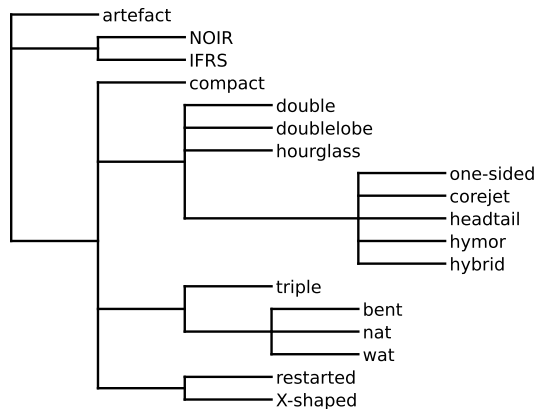 artefact
NOIR
IFRS
compact
double
doublelobe
hourglass
one-sided
corejet
headtail
hymor
hybrid
triple
bent
nat
wat
restarted
X-shaped